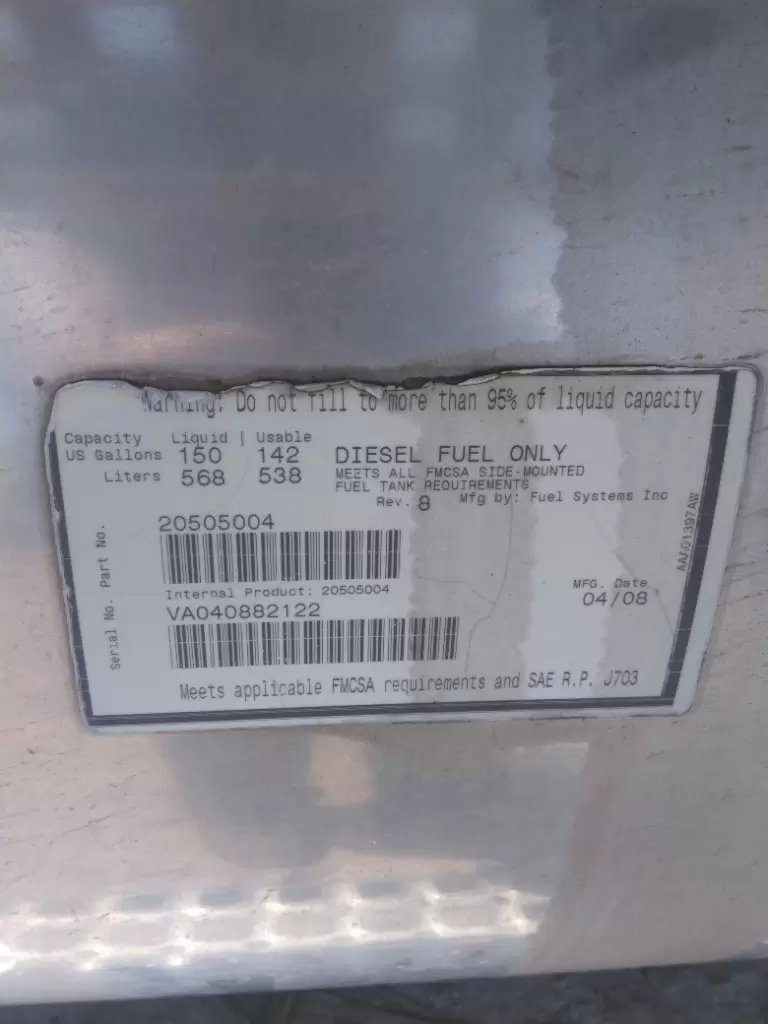 Warning: Do not fill to more than 95% of liquid capacity
Capacity Liquid | Usable
US Gallons 150 142
Liters 568 538
DIESEL FUEL ONLY
MEETS ALL FMCSA SIDE-MOUNTED
FUEL TANK REQUIREMENTS
Rev. 8 Mfg by: Fuel Systems Inc
Part No.
20505004
Internal Product: 20505004
Serial No.
VA040882122
MFG. Date
04/08
Meets applicable FMCSA requirements and SAE R.P. J703